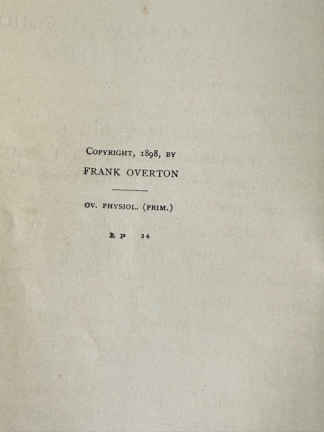 COPYRIGHT, 1898, BY
FRANK OVERTON
OV. PHYSIOL. (PRIM.)
E. P 24